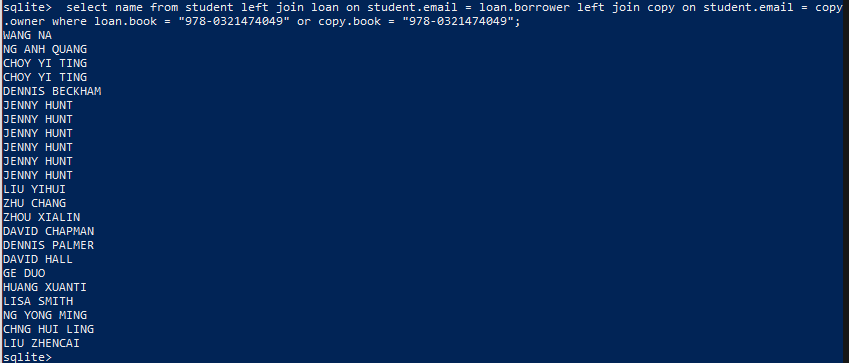 sqlite>  select name from student left join loan on student.email = loan.borrower left join copy on student.email = copy
.owner where loan.book = "978-0321474049" or copy.book = "978-0321474049";
WANG NA
NG ANH QUANG
CHOY YI TING
CHOY YI TING
DENNIS BECKHAM
JENNY HUNT
JENNY HUNT
JENNY HUNT
JENNY HUNT
JENNY HUNT
JENNY HUNT
LIU YIHUI
ZHU CHANG
ZHOU XIALIN
DAVID CHAPMAN
DENNIS PALMER
DAVID HALL
GE DUO
HUANG XUANTI
LISA SMITH
NG YONG MING
CHNG HUI LING
LIU ZHENCAI
sqlite>